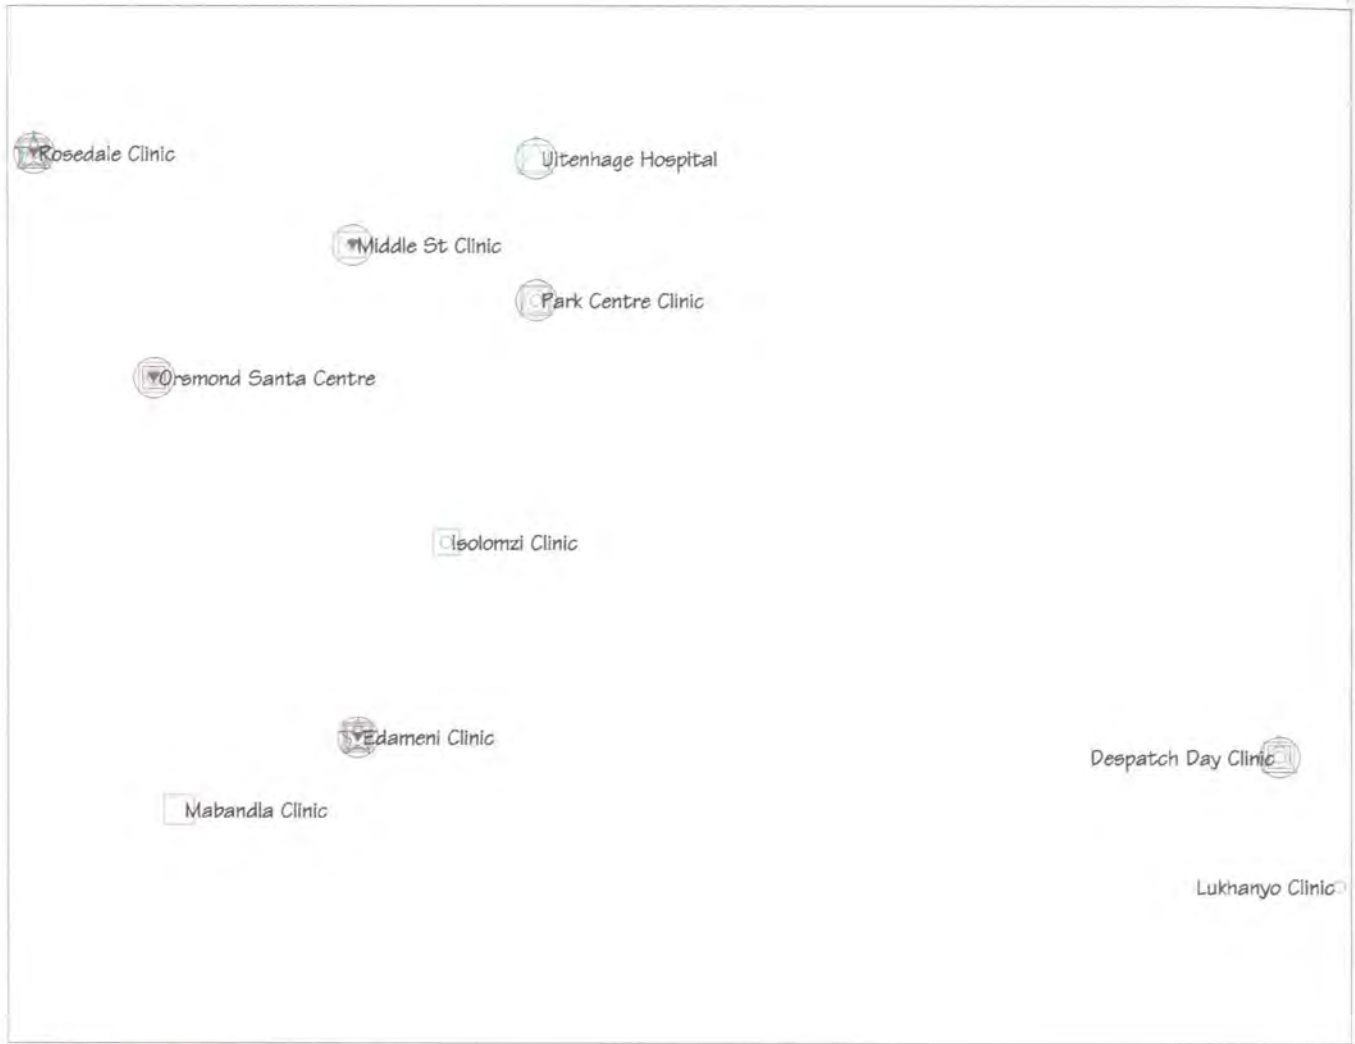 Rosedale Clinic
Uitenhage Hospital
Middle St Clinic
Park Centre Clinic
Orsmond Santa Centre
Isolomzi Clinic
Edameni Clinic
Despatch Day Clinic
Mabandla Clinic
Lukhanyo Clinic